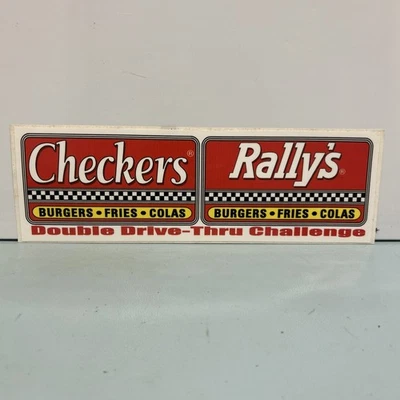 Checkers®
BURGERS • FRIES • COLAS
Rally's®
BURGERS • FRIES • COLAS
Double Drive-Thru Challenge